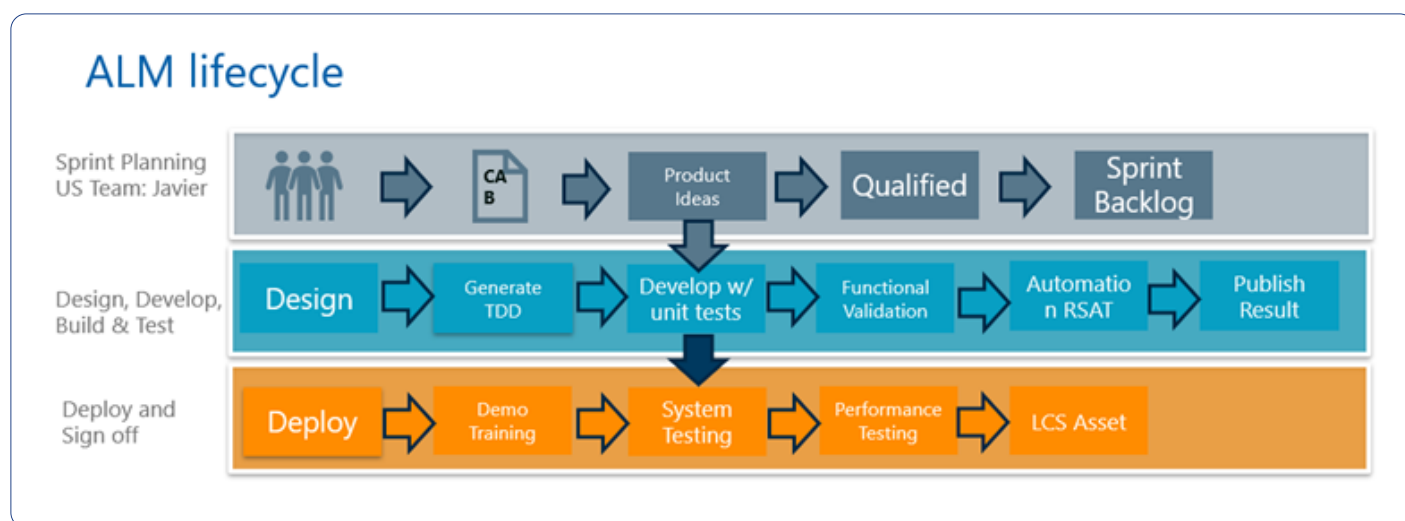 ALM lifecycle
Sprint Planning
US Team: Javier
CA
B
Product
Ideas
Qualified
Sprint
Backlog
Design, Develop,
Build & Test
Design
Generate
TDD
Develop w/
unit tests
Functional
Validation
Automatio
n RSAT
Publish
Result
Deploy and
Sign off
Deploy
Demo
Training
System
Testing
Performance
Testing
LCS Asset